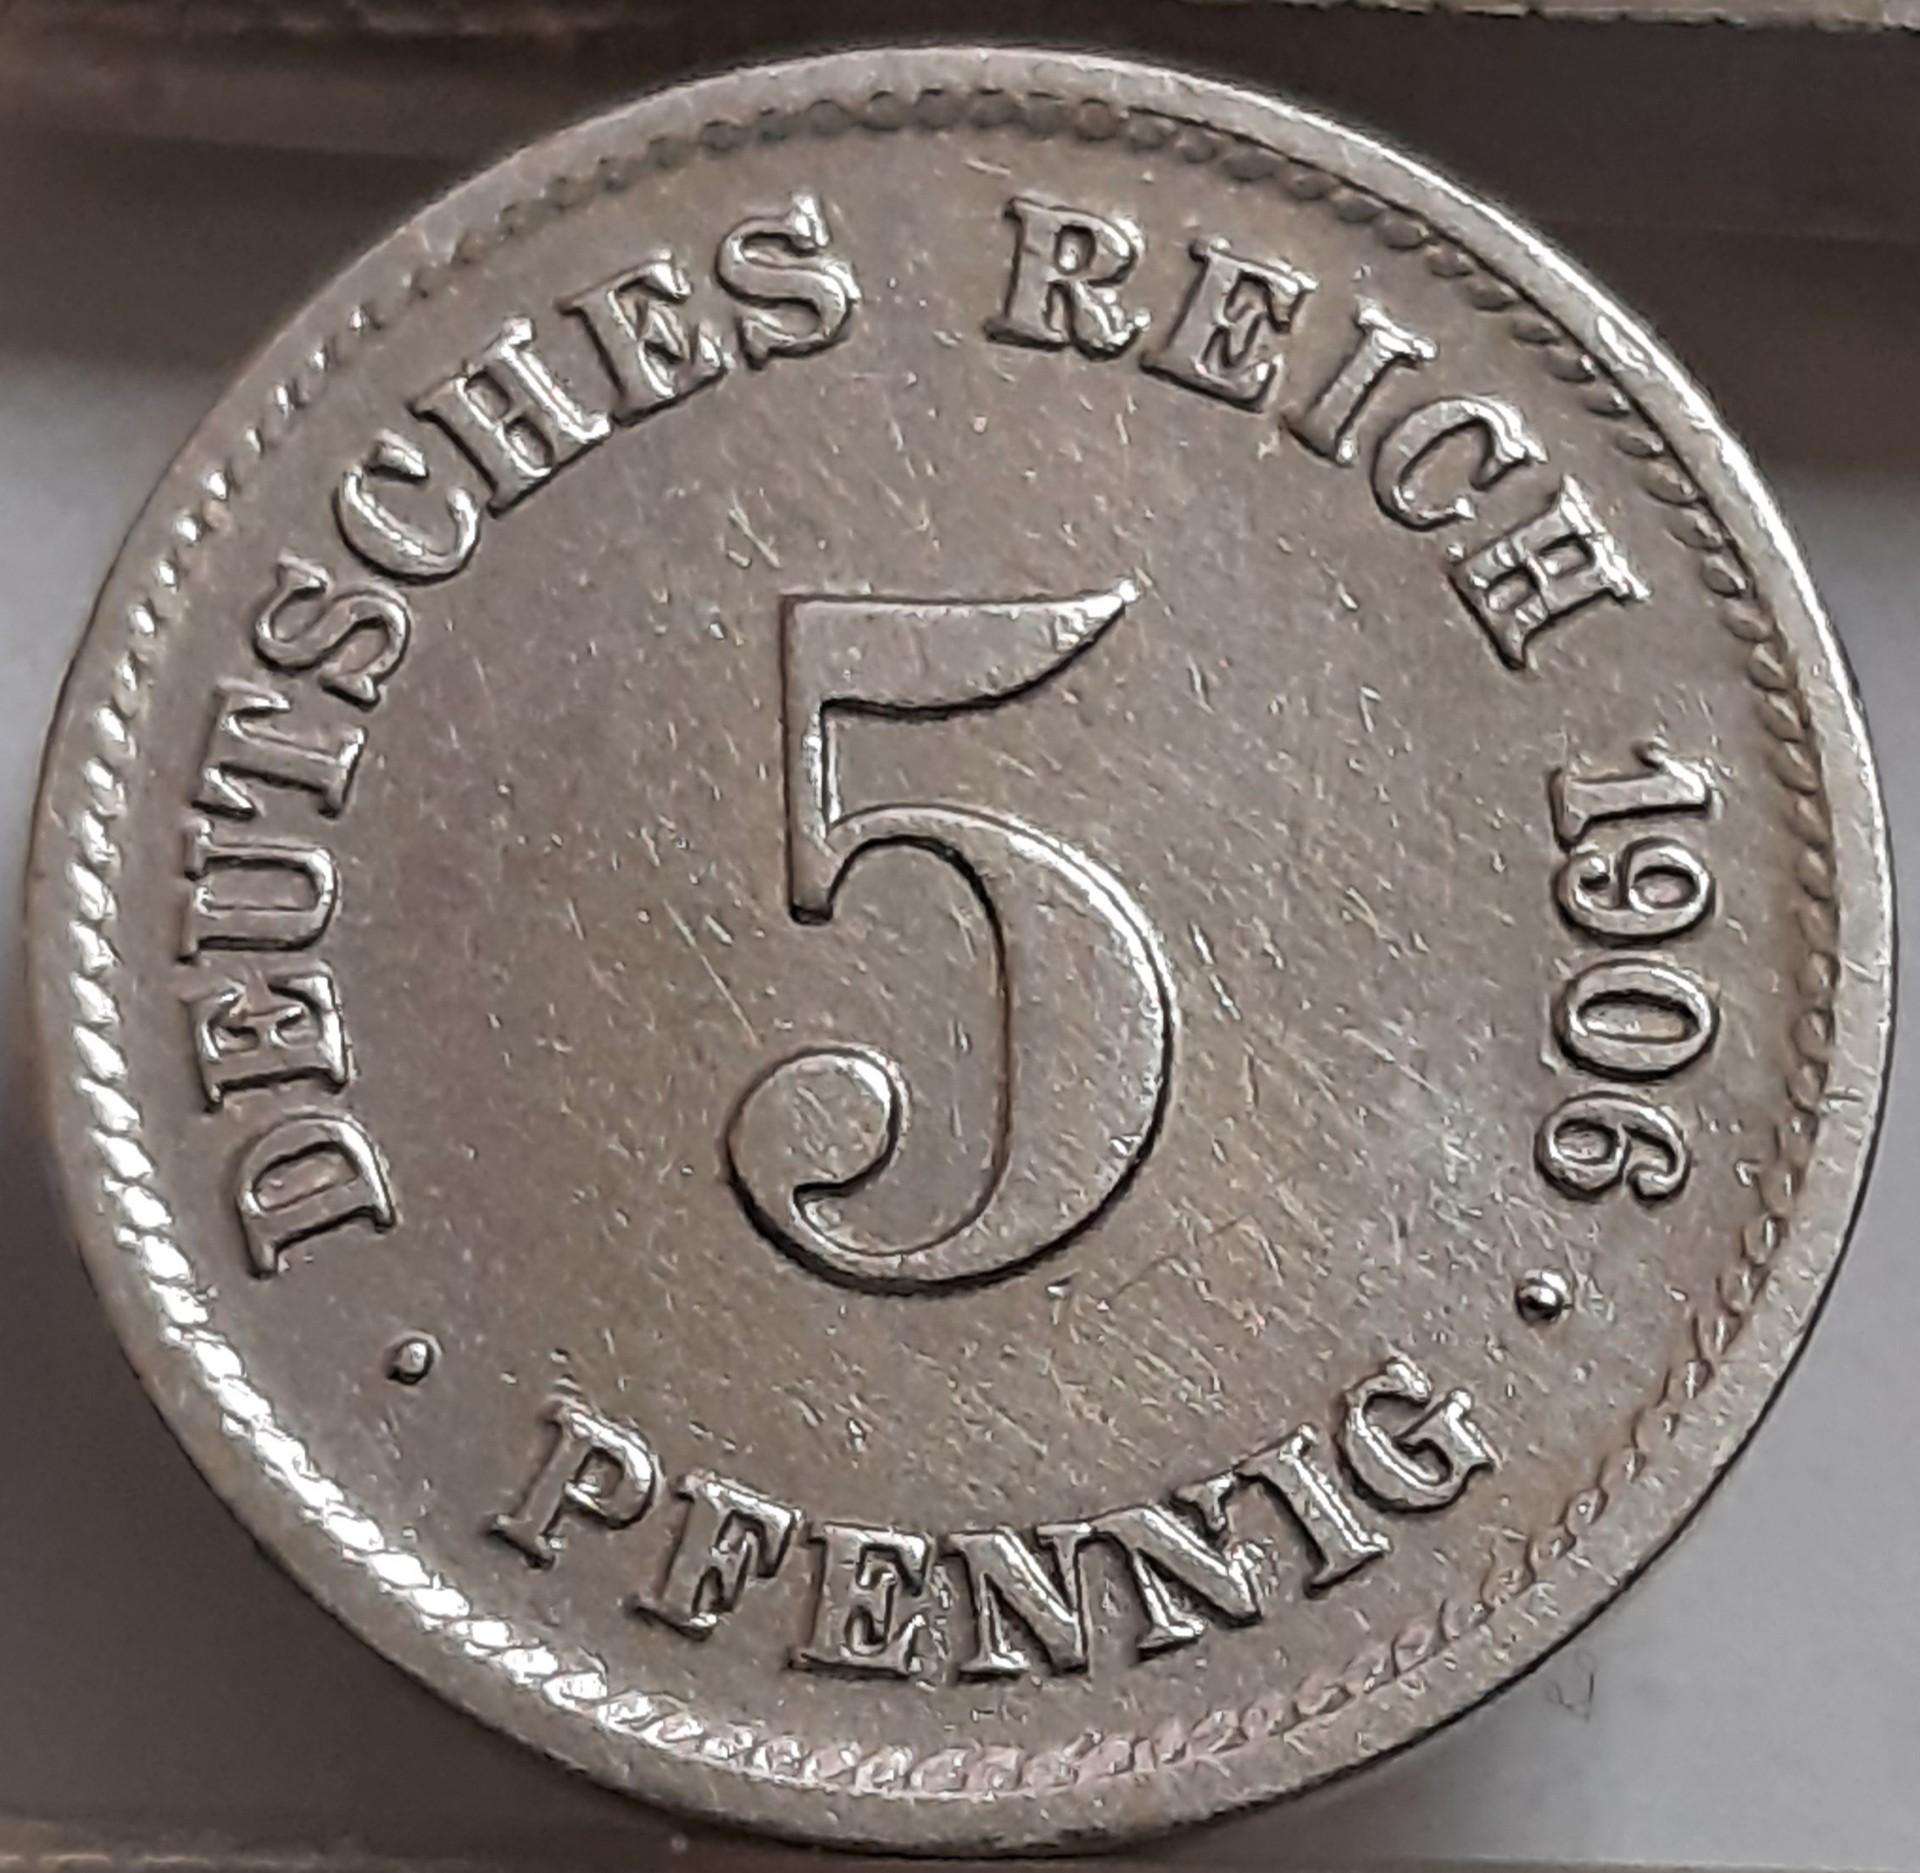 DEUTSCHES REICH 1906
5
· PFENNIG ·